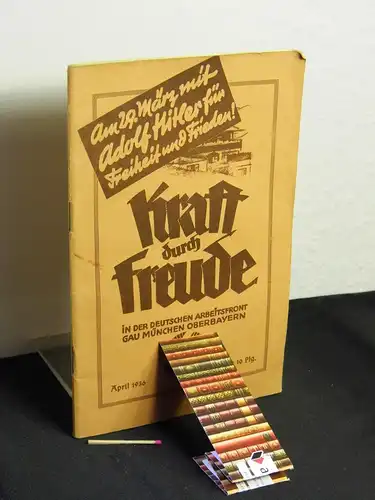 Am 29. März mit
Adolf Hitler für
Freiheit und Frieden!
Kraft
durch
Freude
IN DER DEUTSCHEN ARBEITSFRONT
GAU MÜNCHEN OBERBAYERN
April 1936
10 Pfg.